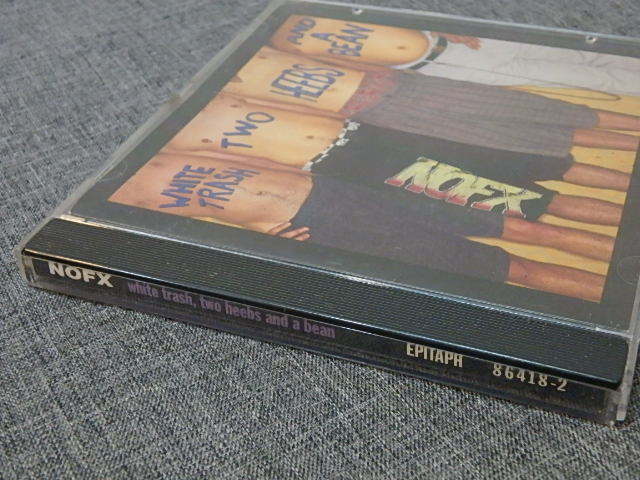 AND
A
BEAN
HEEBS
TWO
WHITE
TRASH
NOFX
NOFX white trash, two heebs and a bean EPITAPH 86418-2